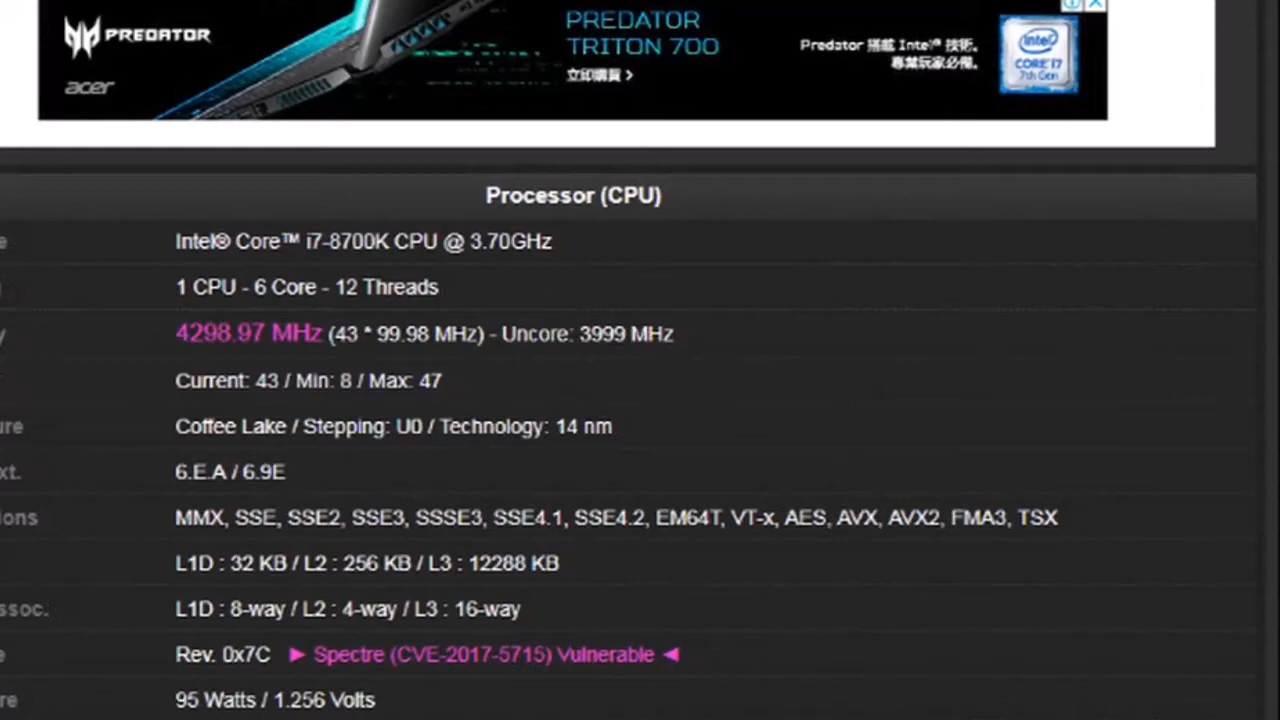 PREDATOR
PREDATOR
TRITON 700
Predator 搭載 Intel® 技術。
專業玩家必備。
立即購買 >
acer
intel
CORE i7
7th Gen
Processor (CPU)
e
Intel® Core™ i7-8700K CPU @ 3.70GHz
1 CPU - 6 Core - 12 Threads
y
4298.97 MHz (43 * 99.98 MHz) - Uncore: 3999 MHz
Current: 43 / Min: 8 / Max: 47
ure
Coffee Lake / Stepping: U0 / Technology: 14 nm
xt.
6.E.A / 6.9E
ions
MMX, SSE, SSE2, SSE3, SSSE3, SSE4.1, SSE4.2, EM64T, VT-x, AES, AVX, AVX2, FMA3, TSX
L1D : 32 KB / L2 : 256 KB / L3 : 12288 KB
ssoc.
L1D : 8-way / L2 : 4-way / L3 : 16-way
e
Rev. 0x7C ► Spectre (CVE-2017-5715) Vulnerable ◄
re
95 Watts / 1.256 Volts